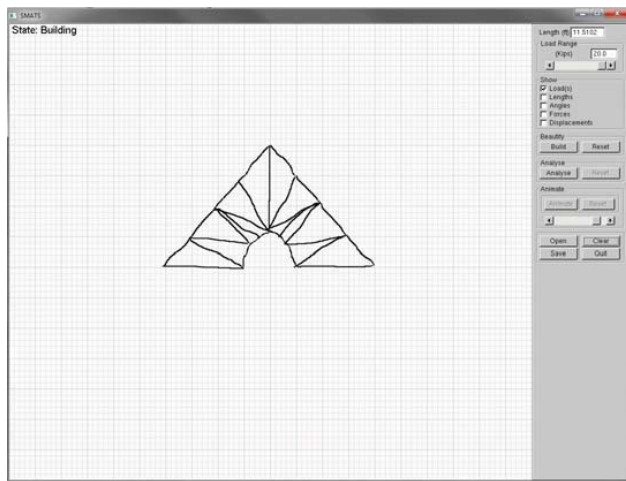 SMATS
State: Building
Length (ft) 11.5102
Load Range
(Kips) 20.0
Show
Load(s)
Lengths
Angles
Forces
Displacements
Beautify
Build Reset
Analyse
Analyse Reset
Animate
Animate Reset
Open Clear
Save Quit